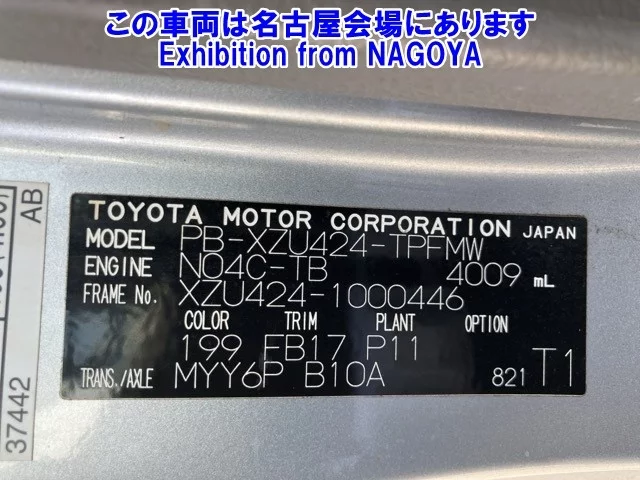 この車両は名古屋会場にあります
Exhibition from NAGOYA
TOYOTA MOTOR CORPORATION JAPAN
MODEL PB-XZU424-TPFMW
ENGINE N04C-TB 4009 mL
FRAME No. XZU424-1000446
COLOR TRIM PLANT OPTION
199 FB17 P11
TRANS./AXLE MYY6P B10A 821 T1
AB
37442